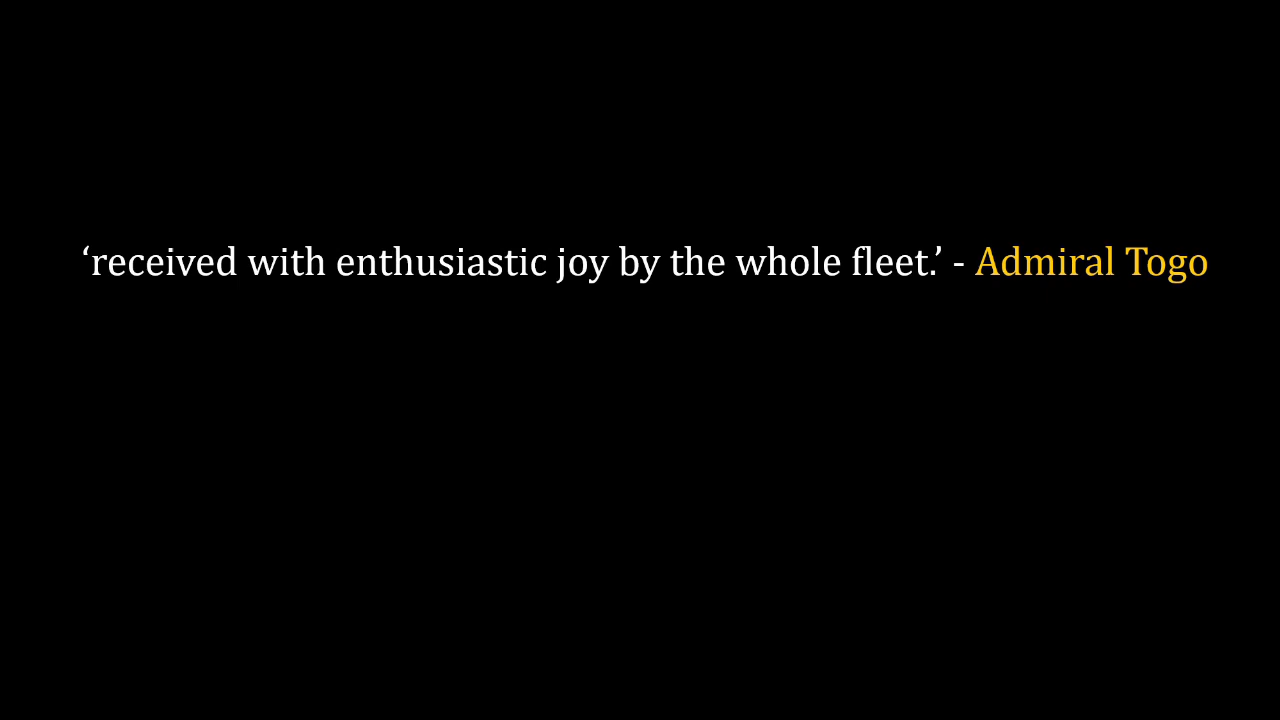 ‘received with enthusiastic joy by the whole fleet.’ - Admiral Togo